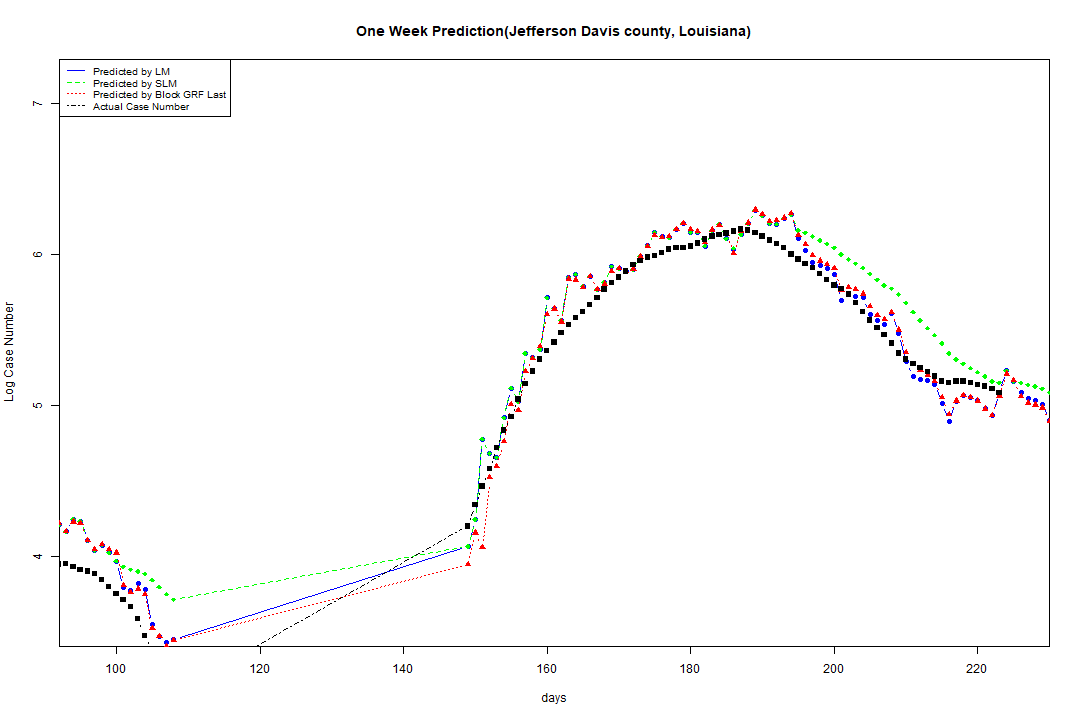 One Week Prediction(Jefferson Davis county, Louisiana)
Predicted by LM
Predicted by SLM
Predicted by Block GRF Last
Actual Case Number
7
6
5
4
Log Case Number
100 120 140 160 180 200 220
days